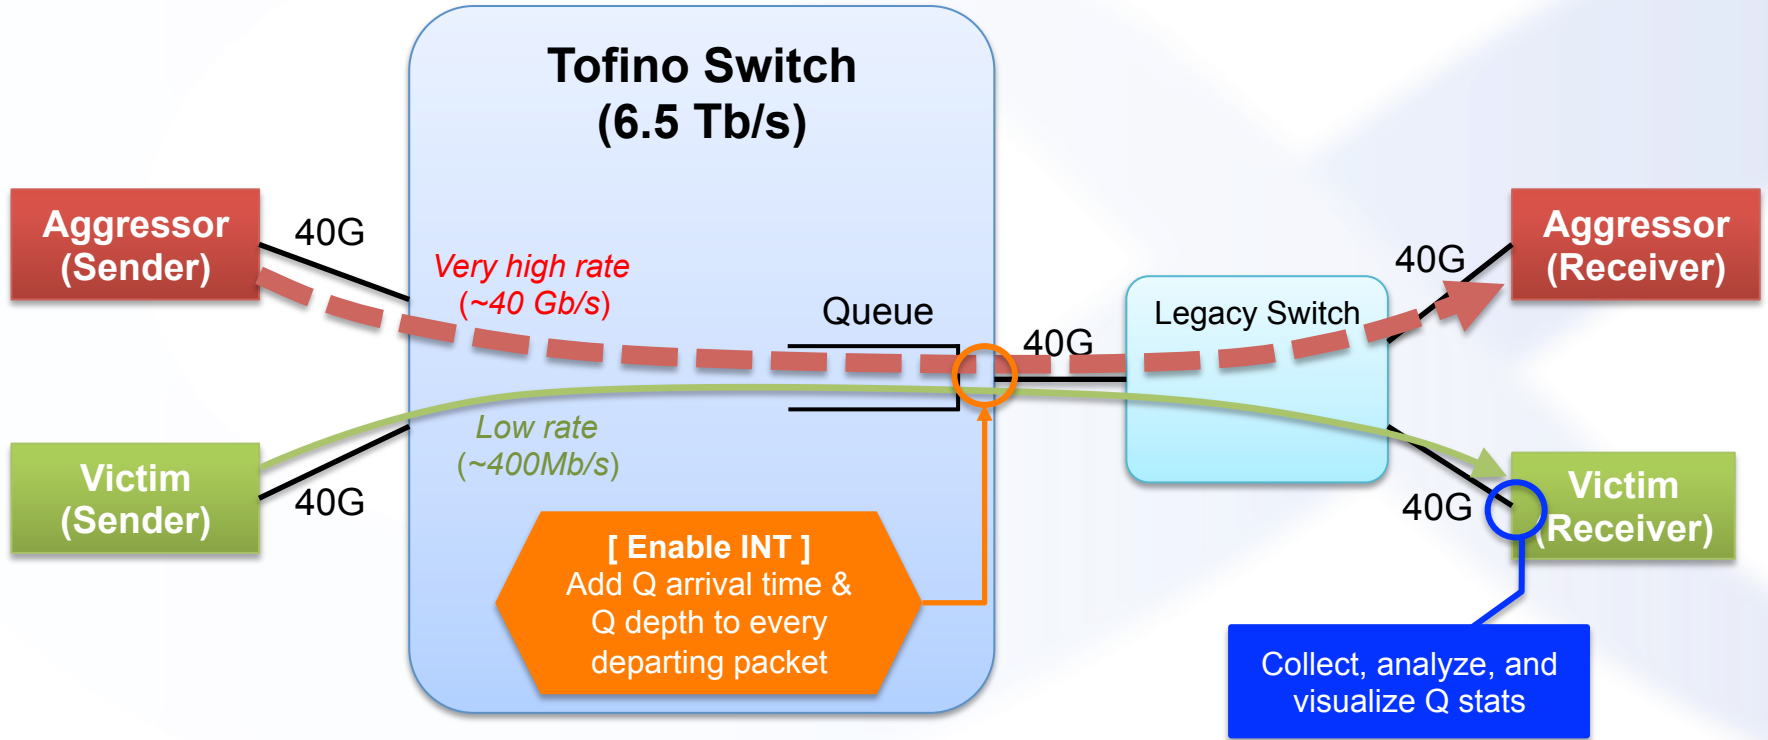 Tofino Switch
(6.5 Tb/s)
Aggressor
(Sender)
40G
Very high rate
(~40 Gb/s)
Queue
40G
Legacy Switch
40G
Aggressor
(Receiver)
Victim
(Sender)
40G
Low rate
(~400Mb/s)
40G
Victim
(Receiver)
[ Enable INT ]
Add Q arrival time &
Q depth to every
departing packet
Collect, analyze, and
visualize Q stats